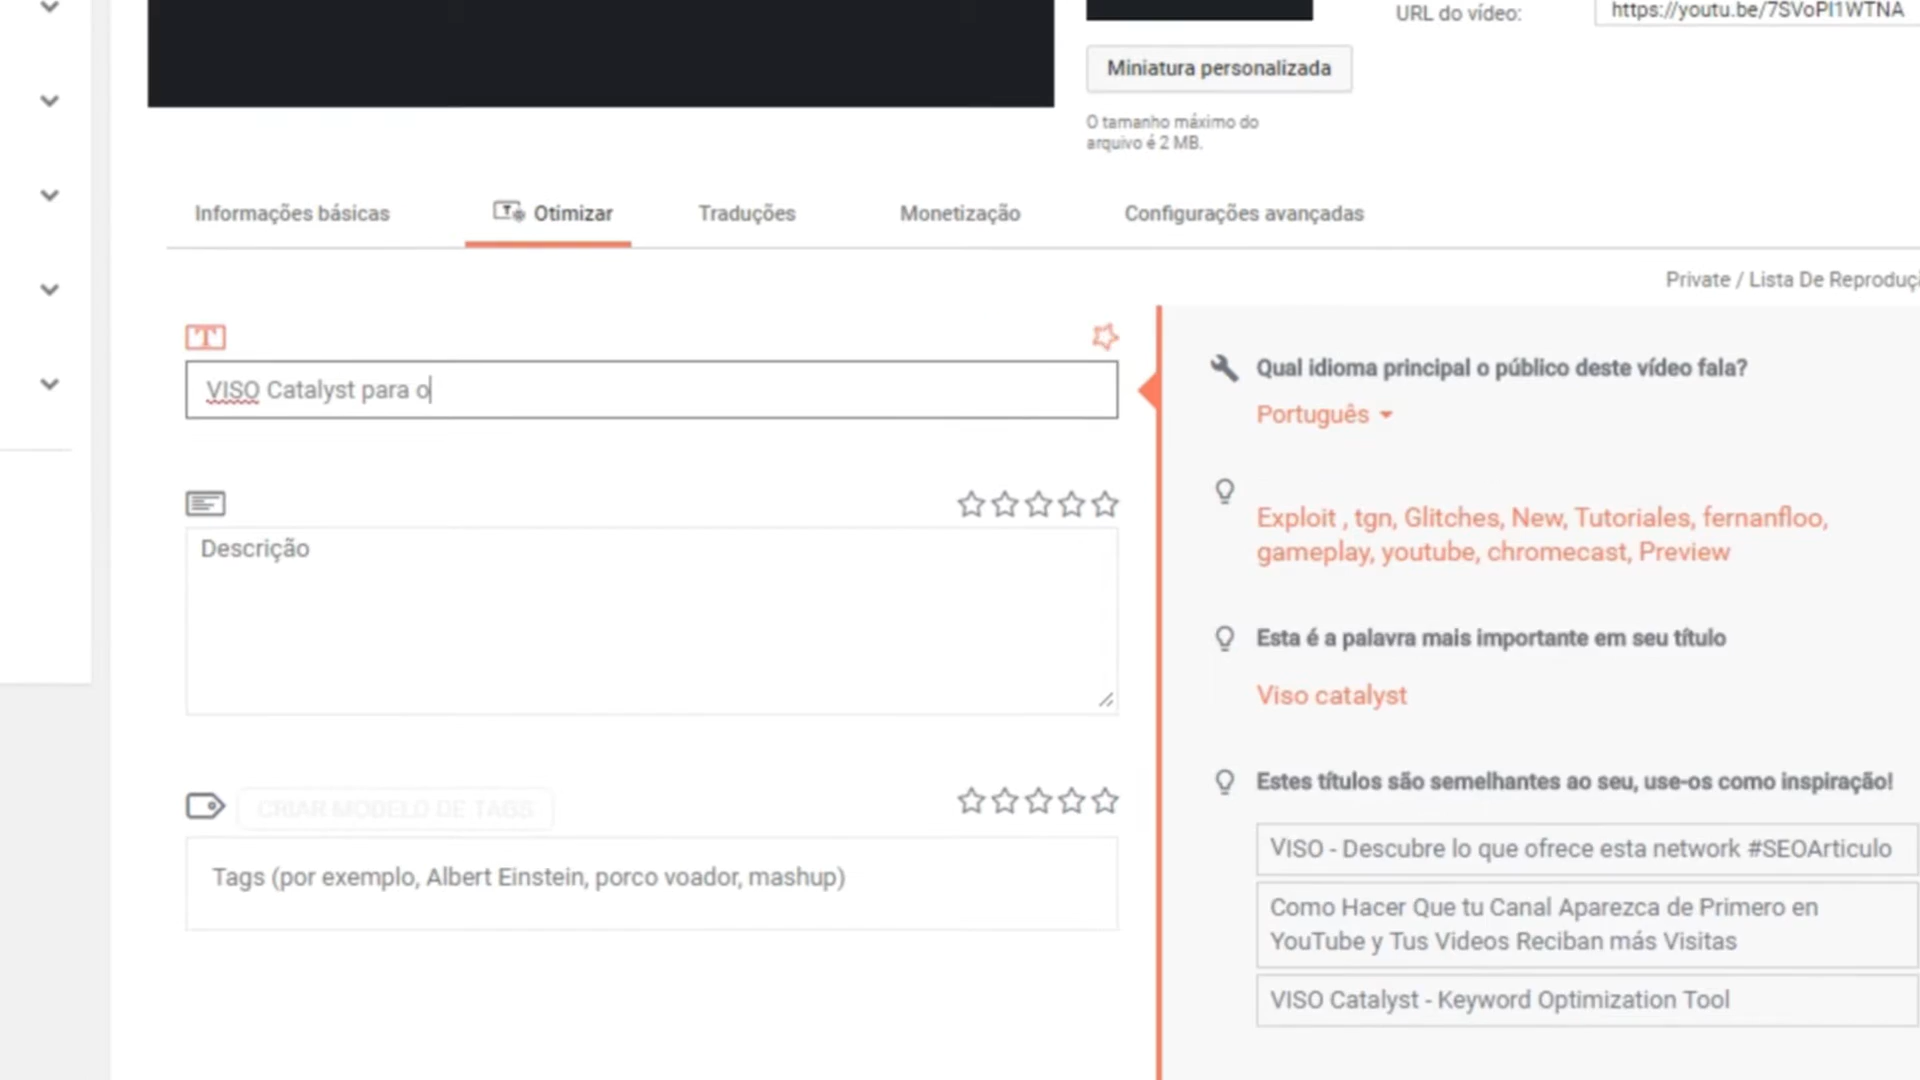 URL do vídeo:
https://youtu.be/7SVoPI1WTNA
Miniatura personalizada
O tamanho máximo do
arquivo é 2 MB.
Informações básicas
Otimizar
Traduções
Monetização
Configurações avançadas
Private / Lista De Reproduçã
VISO Catalyst para o
Qual idioma principal o público deste vídeo fala?
Português
Exploit , tgn, Glitches, New, Tutoriales, fernanfloo,
gameplay, youtube, chromecast, Preview
Descrição
Esta é a palavra mais importante em seu título
Viso catalyst
Estes títulos são semelhantes ao seu, use-os como inspiração!
CRIAR MODELO DE TAGS
Tags (por exemplo, Albert Einstein, porco voador, mashup)
VISO - Descubre lo que ofrece esta network #SEOArticulo
Como Hacer Que tu Canal Aparezca de Primero en
YouTube y Tus Videos Reciban más Visitas
VISO Catalyst - Keyword Optimization Tool